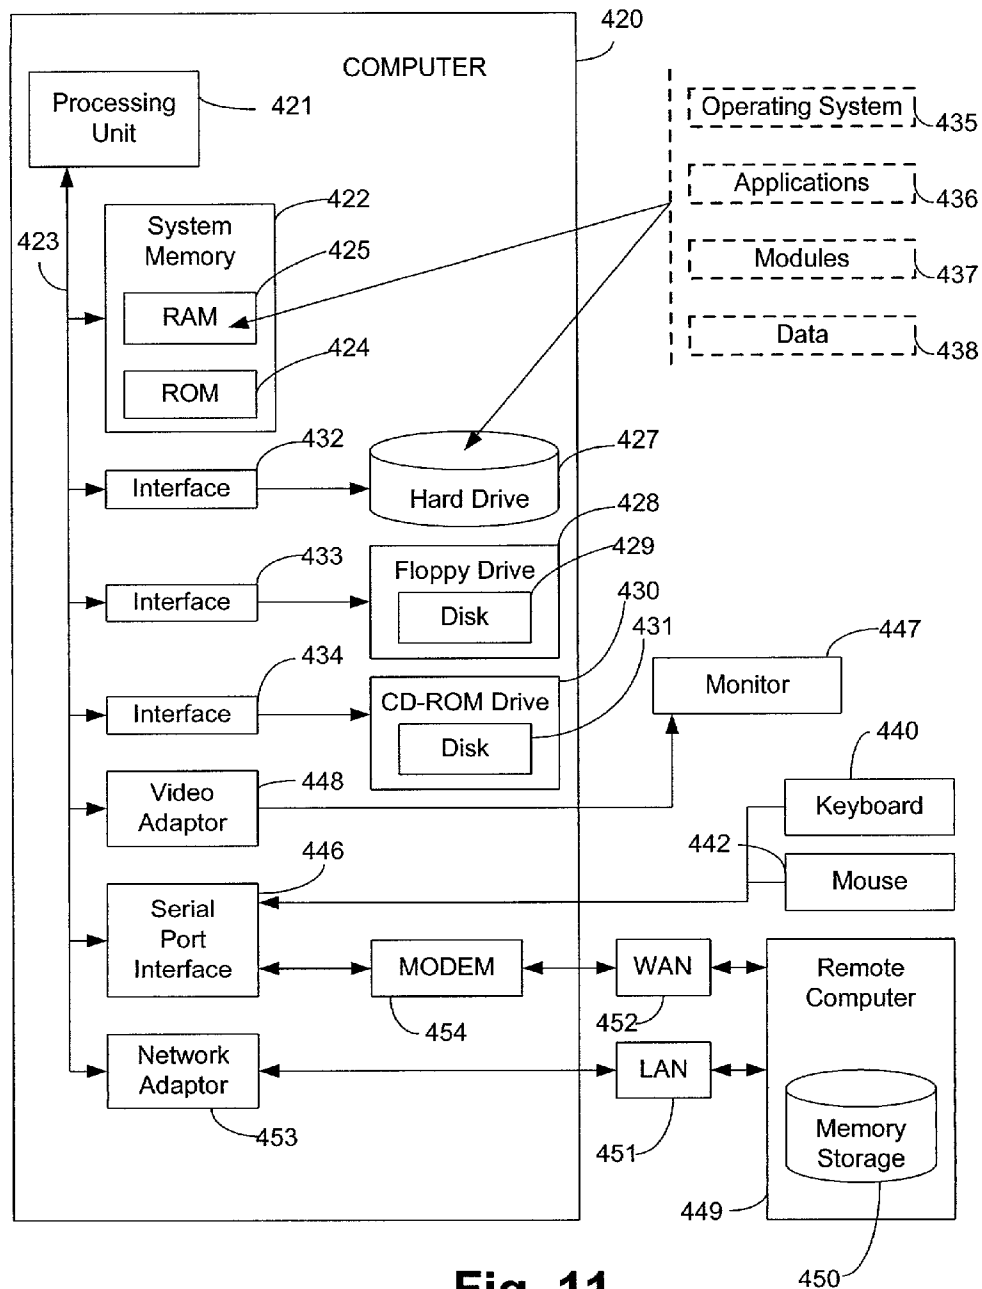 420
COMPUTER
Processing
Unit
421
Operating System
435
Applications
436
Modules
437
Data
438
423
422
System
Memory
425
RAM
424
ROM
432
Interface
427
Hard Drive
433
Interface
428
429
Floppy Drive
Disk
430
431
434
Interface
CD-ROM Drive
Disk
447
Monitor
448
Video
Adaptor
440
Keyboard
442
Mouse
446
Serial
Port
Interface
MODEM
454
WAN
452
Remote
Computer
Network
Adaptor
453
LAN
451
Memory
Storage
449
450
Fig. 11